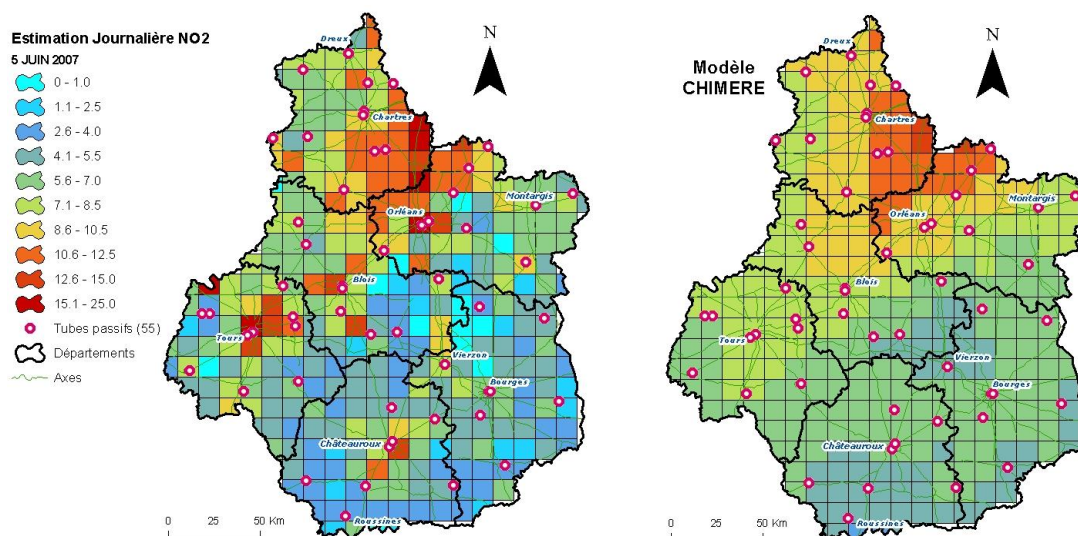 Estimation Journalière NO2
5 JUIN 2007
0 - 1.0
1.1 - 2.5
2.6 - 4.0
4.1 - 5.5
5.6 - 7.0
7.1 - 8.5
8.6 - 10.5
10.6 - 12.5
12.6 - 15.0
15.1 - 25.0
Tubes passifs (55)
Départements
Axes
N
Dreux
Chartres
Orléans
Montargis
Blois
Tours
Vierzon
Bourges
Châteauroux
Roussines
0 25 50 Km
Modèle
CHIMERE
N
Dreux
Chartres
Orléans
Montargis
Blois
Tours
Vierzon
Bourges
Châteauroux
Roussines
0 25 50 Km